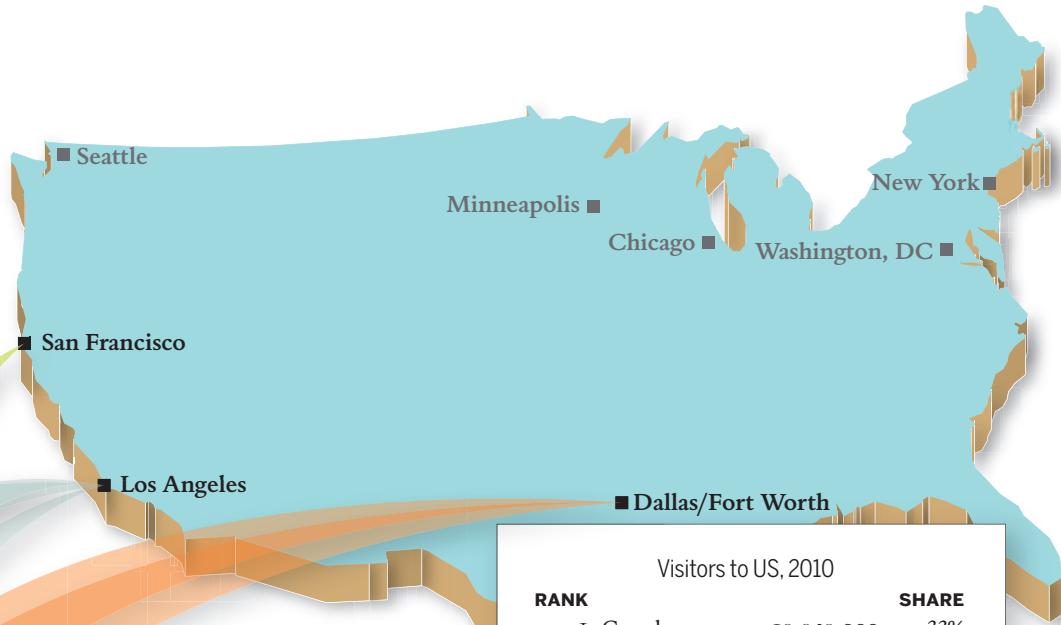 Seattle
New York
Minneapolis
Chicago
Washington, DC
San Francisco
Los Angeles
Dallas/Fort Worth
Visitors to US, 2010
RANK SHARE